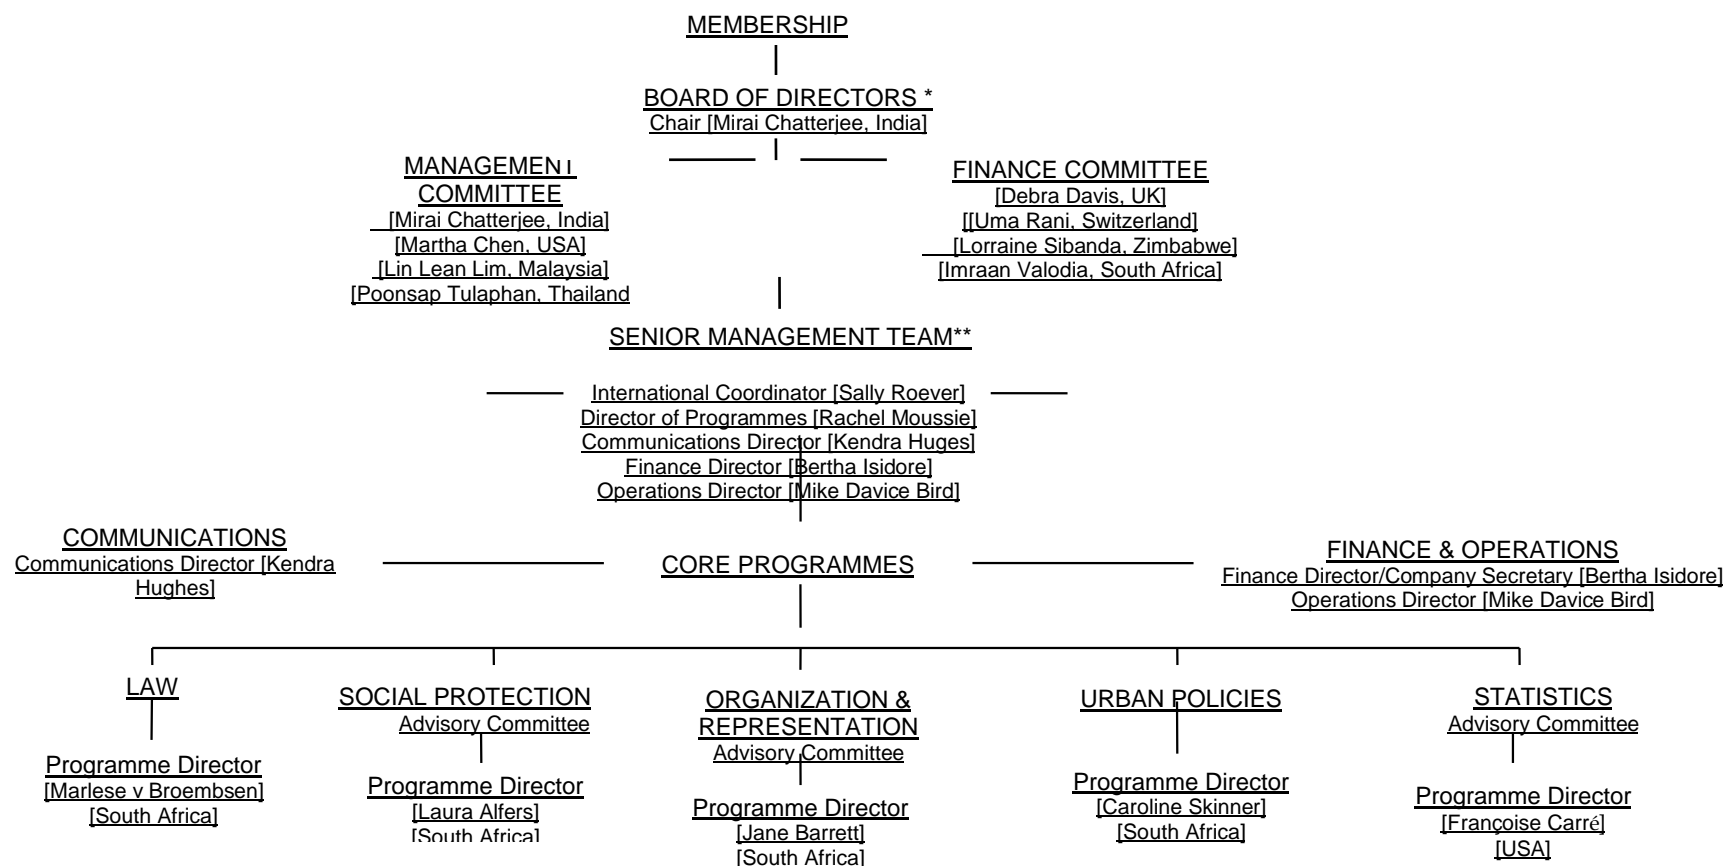 MEMBERSHIP
BOARD OF DIRECTORS *
Chair [Mirai Chatterjee, India]
MANAGEMENT
COMMITTEE
[Mirai Chatterjee, India]
[Martha Chen, USA]
[Lin Lean Lim, Malaysia]
[Poonsap Tulaphan, Thailand
FINANCE COMMITTEE
[Debra Davis, UK]
[[Uma Rani, Switzerland]
[Lorraine Sibanda, Zimbabwe]
[Imraan Valodia, South Africa]
SENIOR MANAGEMENT TEAM**
International Coordinator [Sally Roever]
Director of Programmes [Rachel Moussie]
Communications Director [Kendra Huges]
Finance Director [Bertha Isidore]
Operations Director [Mike Davice Bird]
COMMUNICATIONS
Communications Director [Kendra
Hughes]
CORE PROGRAMMES
FINANCE & OPERATIONS
Finance Director/Company Secretary [Bertha Isidore]
Operations Director [Mike Davice Bird]
LAW
Programme Director
[Marlese v Broembsen]
[South Africa]
SOCIAL PROTECTION
Advisory Committee
Programme Director
[Laura Alfers]
[South Africa]
ORGANIZATION &
REPRESENTATION
Advisory Committee
Programme Director
[Jane Barrett]
[South Africa]
URBAN POLICIES
Programme Director
[Caroline Skinner]
[South Africa]
STATISTICS
Advisory Committee
Programme Director
[Françoise Carré]
[USA]